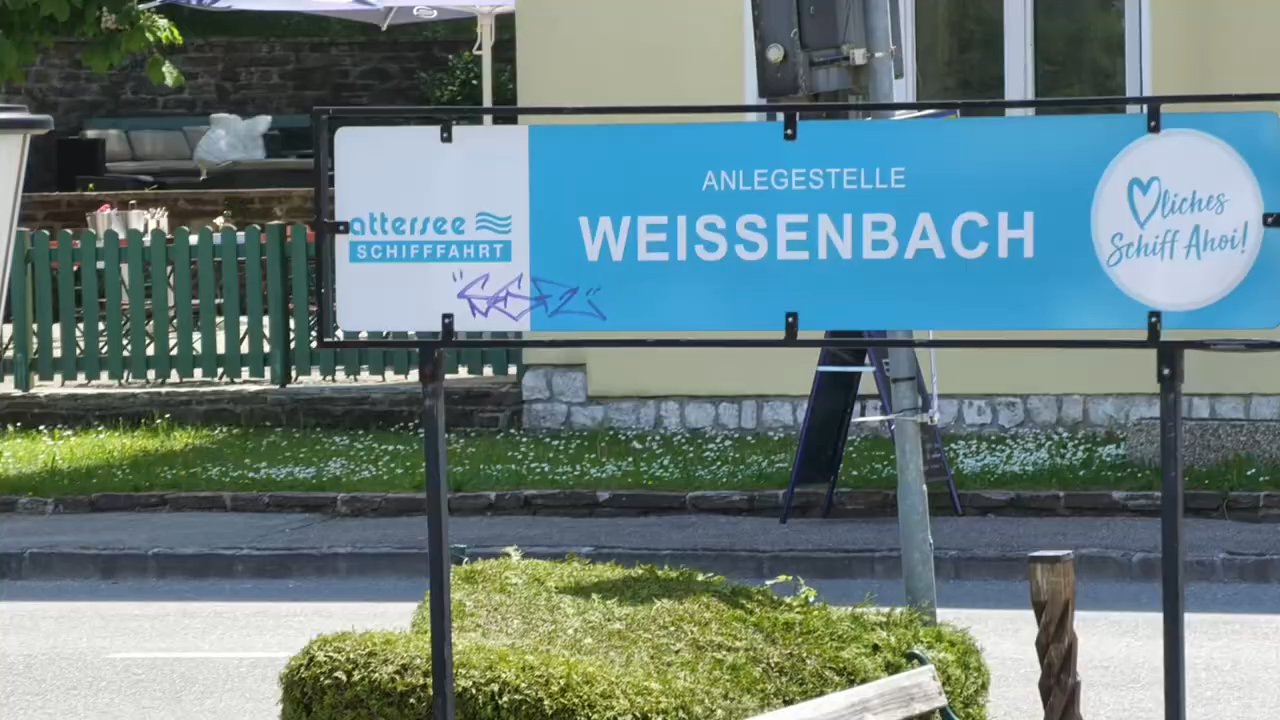 attersee
SCHIFFFAHRT
ANLEGESTELLE
WEISSENBACH
liches
Schiff Ahoi!